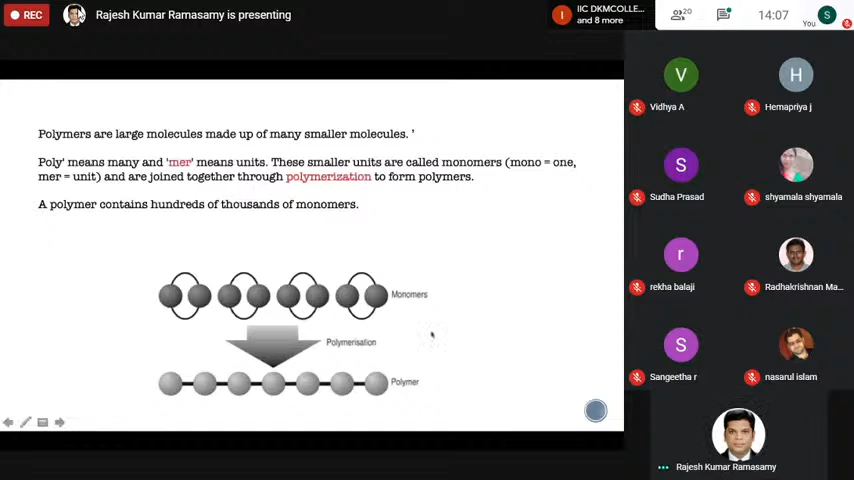 REC
Rajesh Kumar Ramasamy is presenting
I
IIC DKMCOLLE...
and 8 more
20
14:07
You
S
Polymers are large molecules made up of many smaller molecules. '
Poly' means many and 'mer' means units. These smaller units are called monomers (mono = one,
mer = unit) and are joined together through polymerization to form polymers.
A polymer contains hundreds of thousands of monomers.
Monomers
Polymerisation
Polymer
V
Vidhya A
H
Hemapriya j
S
Sudha Prasad
shyamala shyamala
r
rekha balaji
Radhakrishnan Ma...
S
Sangeetha r
nasarul islam
Rajesh Kumar Ramasamy